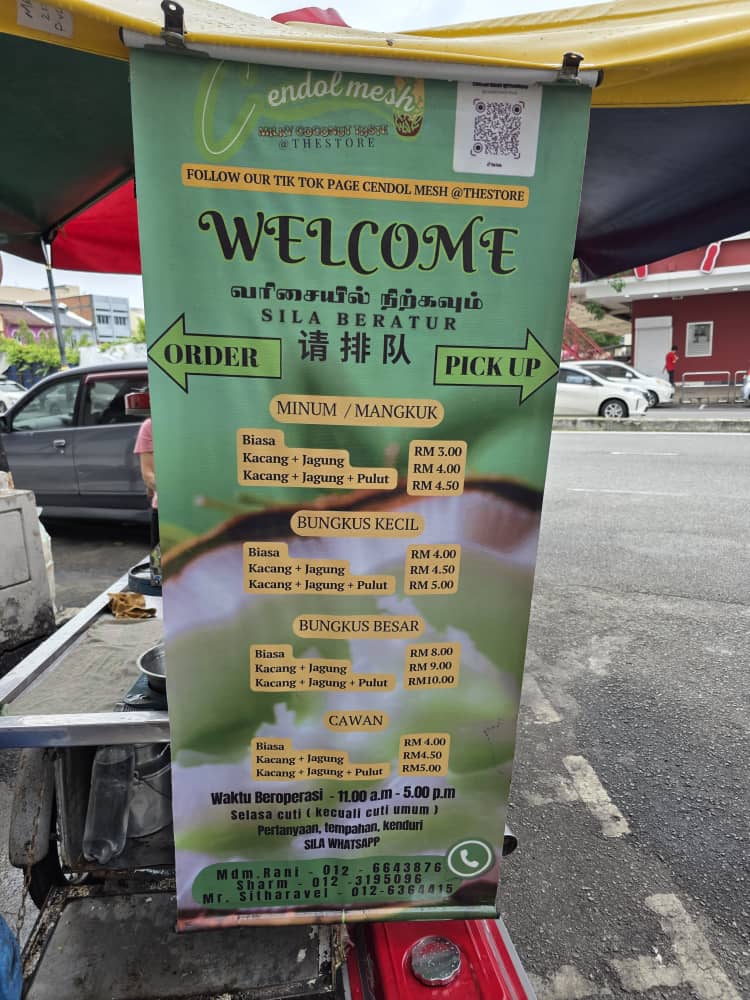 Cendol mesh
MILKY COCONUT TASTE
@THESTORE
FOLLOW OUR TIK TOK PAGE CENDOL MESH @THESTORE
WELCOME
வரிசையில் நிற்கவும்
SILA BERATUR
请排队
ORDER
PICK UP
MINUM / MANGKUK
Biasa RM 3.00
Kacang + Jagung RM 4.00
Kacang + Jagung + Pulut RM 4.50
BUNGKUS KECIL
Biasa RM 4.00
Kacang + Jagung RM 4.50
Kacang + Jagung + Pulut RM 5.00
BUNGKUS BESAR
Biasa RM 8.00
Kacang + Jagung RM 9.00
Kacang + Jagung + Pulut RM10.00
CAWAN
Biasa RM 4.00
Kacang + Jagung RM4.50
Kacang + Jagung + Pulut RM5.00
Waktu Beroperasi - 11.00 a.m - 5.00 p.m
Selasa cuti ( kecuali cuti umum )
Pertanyaan, tempahan, kenduri
SILA WHATSAPP
Mdm.Rani - 012 - 6643876
Sharm - 012 -3195096
Mr. Sitharavel - 012-6364415